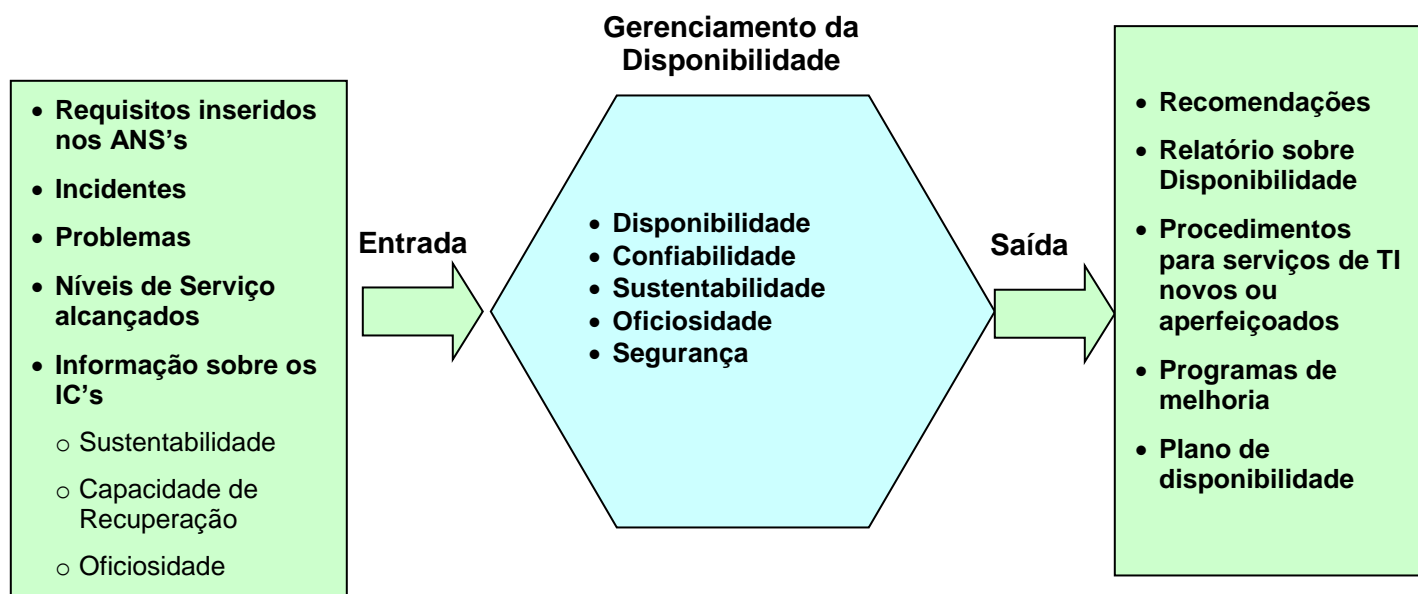 Gerenciamento da
Disponibilidade
• Requisitos inseridos
nos ANS’s
• Incidentes
• Problemas
• Níveis de Serviço
alcançados
• Informação sobre os
IC’s
o Sustentabilidade
o Capacidade de
Recuperação
o Oficiosidade
Entrada
• Disponibilidade
• Confiabilidade
• Sustentabilidade
• Oficiosidade
• Segurança
Saída
• Recomendações
• Relatório sobre
Disponibilidade
• Procedimentos
para serviços de TI
novos ou
aperfeiçoados
• Programas de
melhoria
• Plano de
disponibilidade